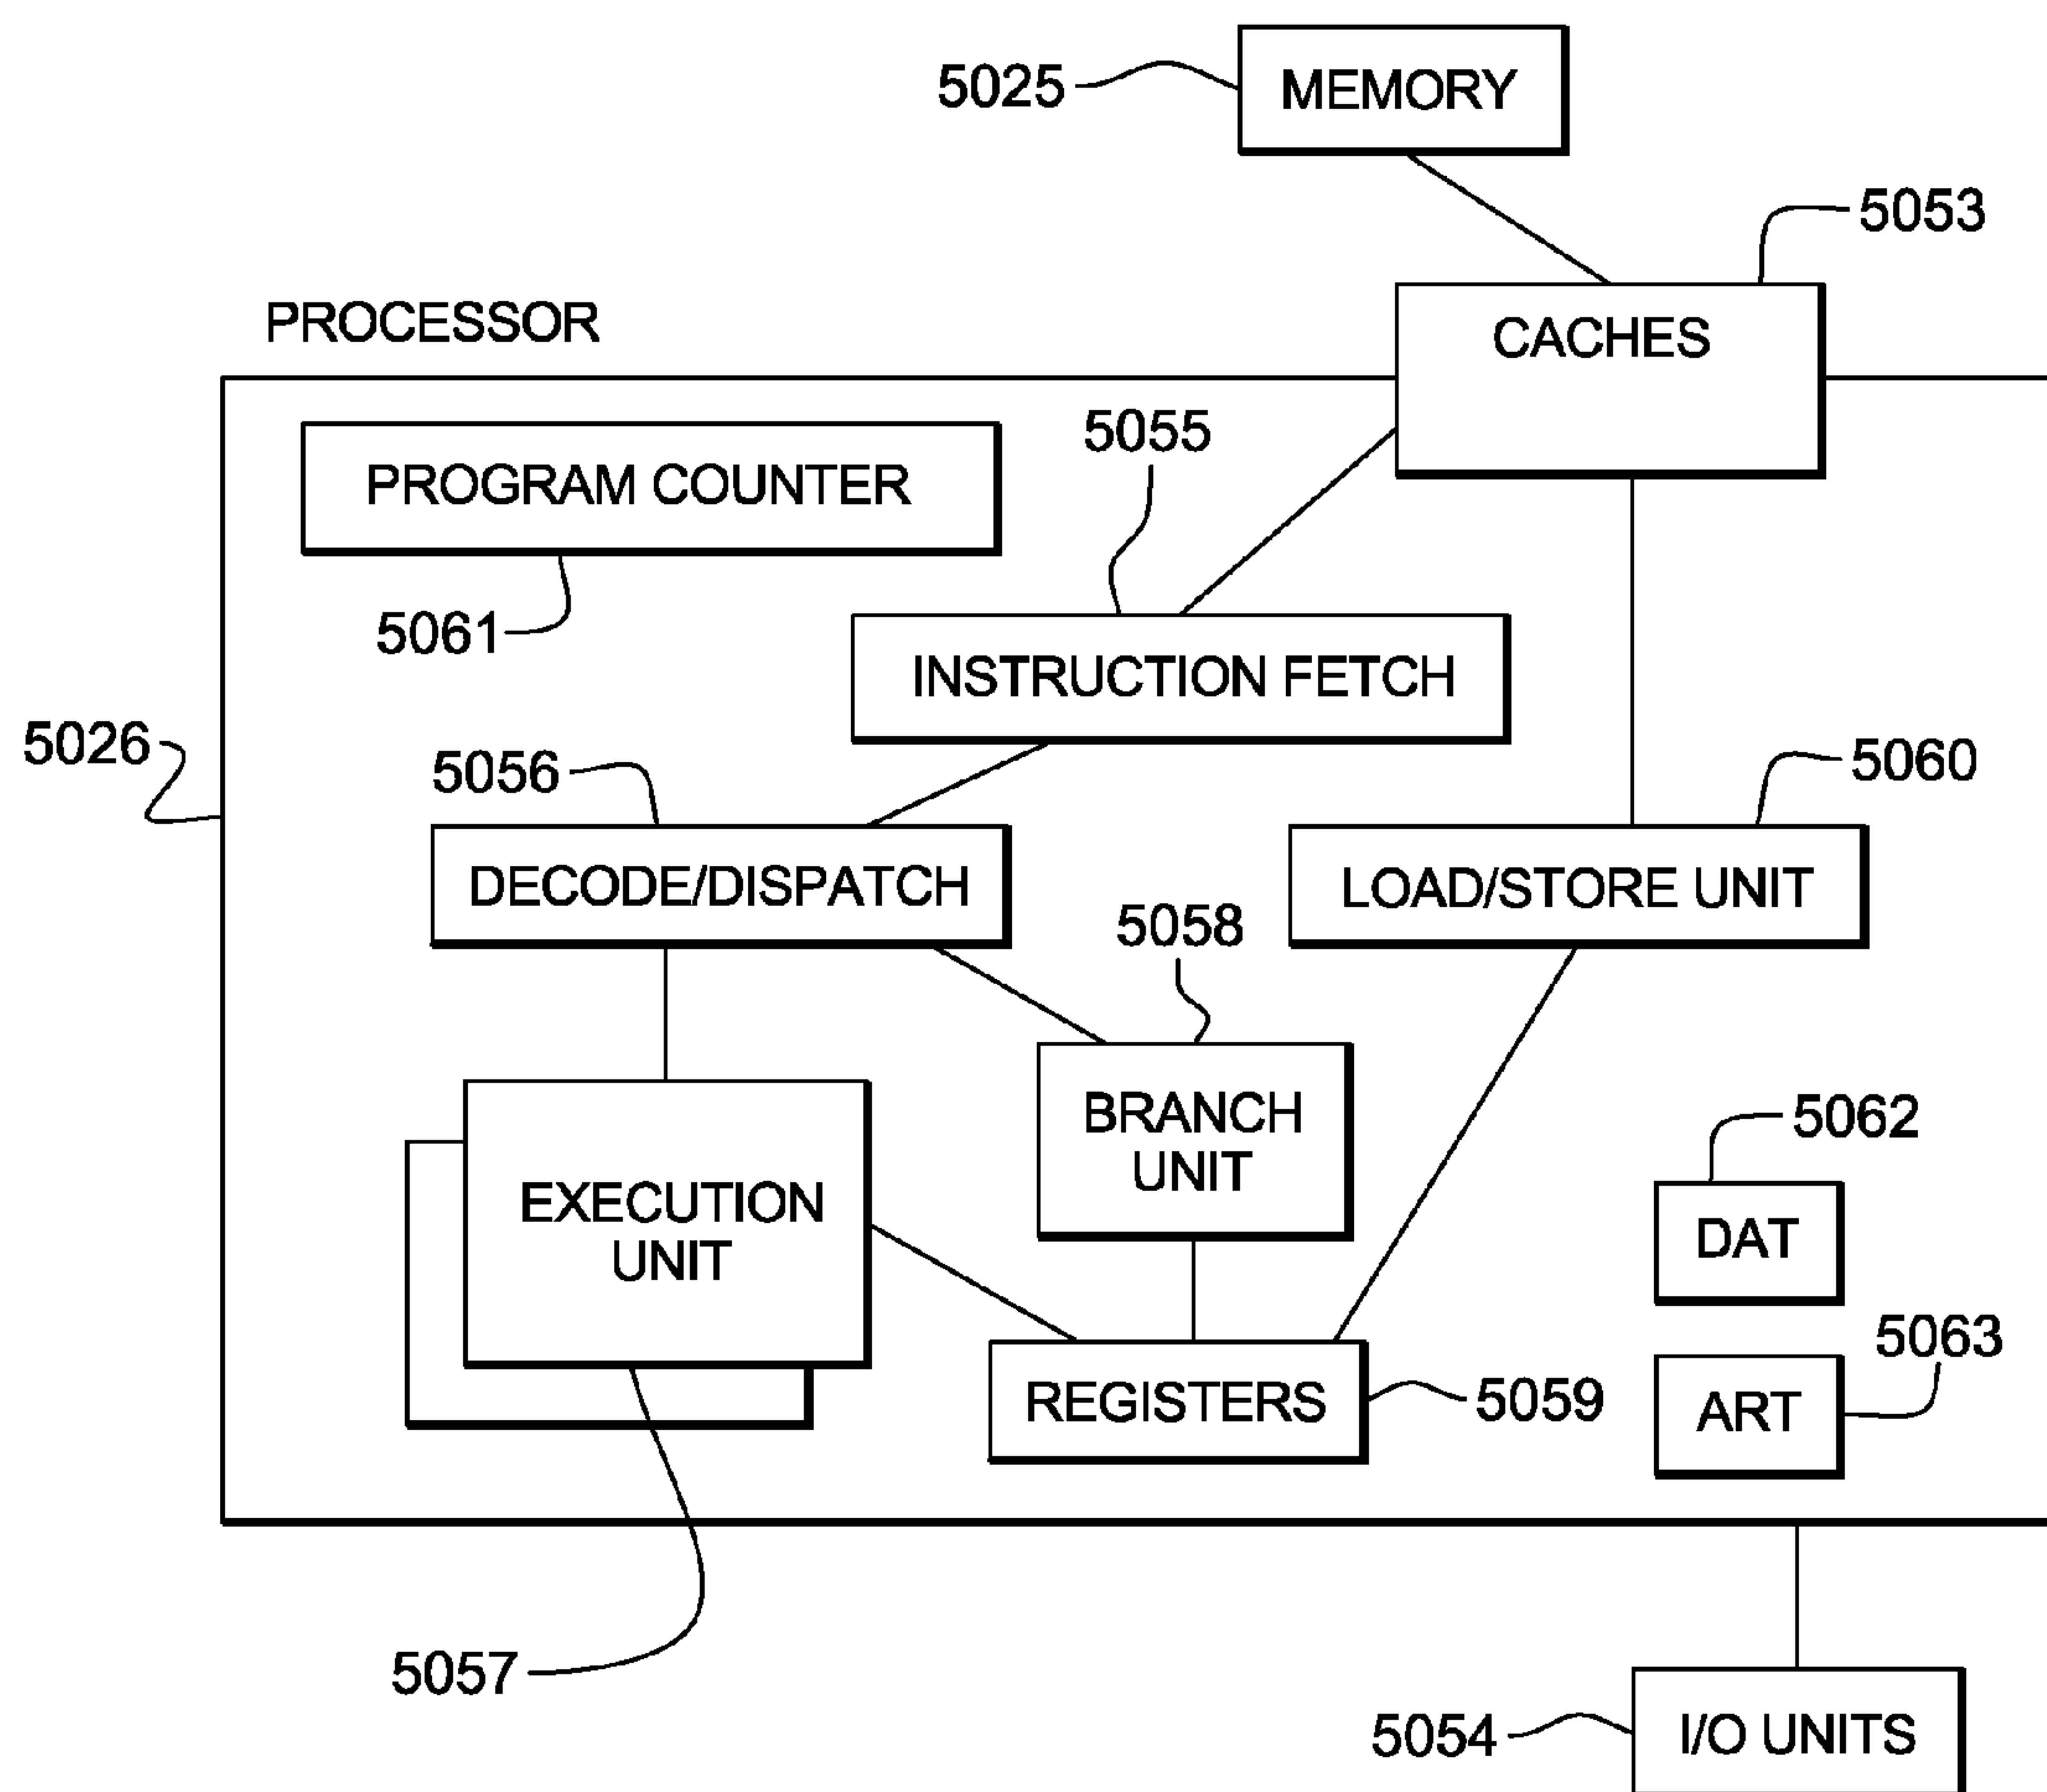 MEMORY
5025
5053
CACHES
PROCESSOR
5055
PROGRAM COUNTER
5061
INSTRUCTION FETCH
5026
5056
5060
DECODE/DISPATCH
LOAD/STORE UNIT
5058
BRANCH
UNIT
5062
EXECUTION
UNIT
DAT
5063
REGISTERS
5059
ART
5057
5054
I/O UNITS